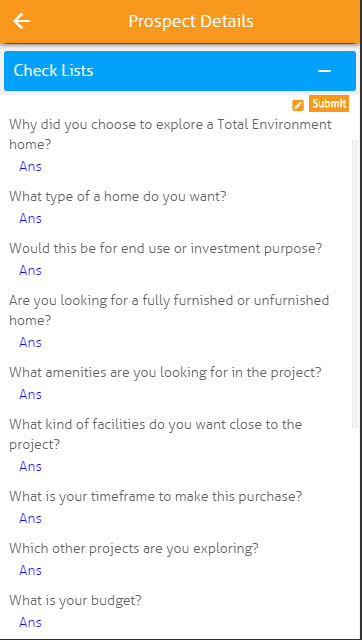 Prospect Details
Check Lists
Submit
Why did you choose to explore a Total Environment
home?
Ans
What type of a home do you want?
Ans
Would this be for end use or investment purpose?
Ans
Are you looking for a fully furnished or unfurnished
home?
Ans
What amenities are you looking for in the project?
Ans
What kind of facilities do you want close to the
project?
Ans
What is your timeframe to make this purchase?
Ans
Which other projects are you exploring?
Ans
What is your budget?
Ans